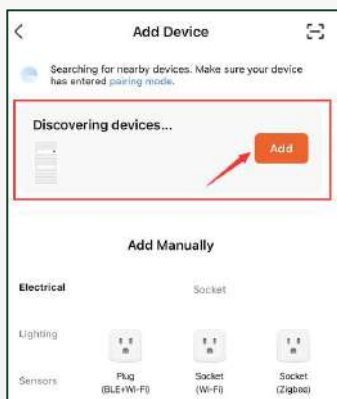 Add Device
Searching for nearby devices. Make sure your device
has entered pairing mode.
Discovering devices...
Add
Add Manually
Electrical
Socket
Lighting
Sensors
Plug
(BLE+Wi-Fi)
Socket
(Wi-Fi)
Socket
(Zigbee)